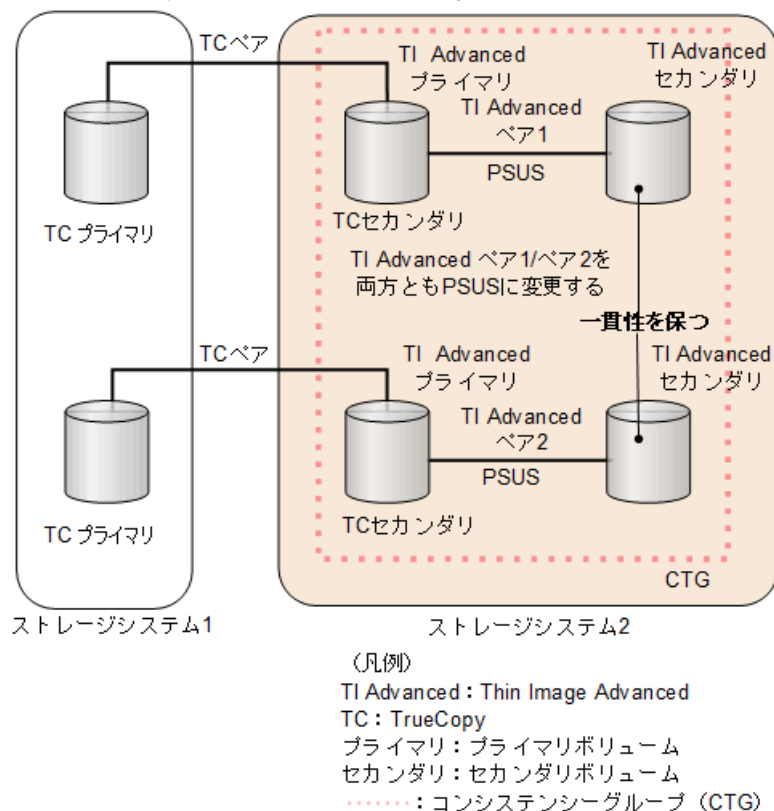 TCペア
TI Advanced
プライマリ
TI Advanced
セカンダリ
TI Advanced
ペア1
PSUS
TC プライマリ
TCセカンダリ
TI Advanced ペア1/ペア2を
両方ともPSUSに変更する
一貫性を保つ
TCペア
TI Advanced
プライマリ
TI Advanced
セカンダリ
TI Advanced
ペア2
PSUS
TC プライマリ
TCセカンダリ
CTG
ストレージシステム1
ストレージシステム2
（凡例）
TI Advanced：Thin Image Advanced
TC：TrueCopy
プライマリ：プライマリボリューム
セカンダリ：セカンダリボリューム
：コンシステンシーグループ（CTG）